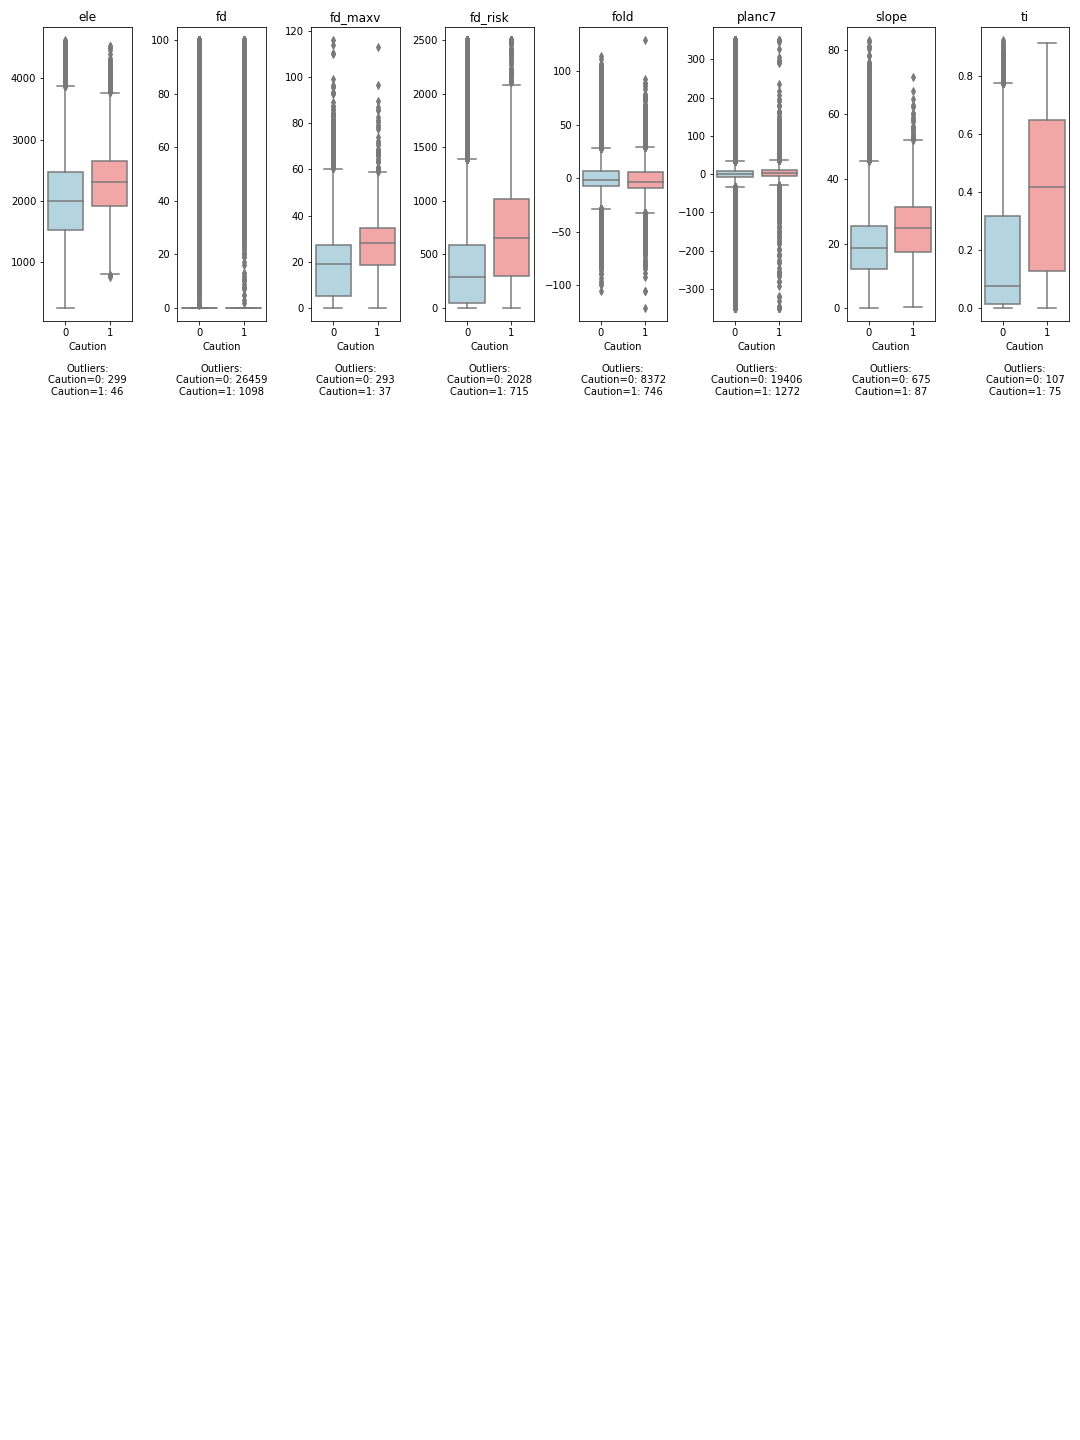 ele
4000
3000
2000
1000
0
1
Caution
Outliers:
Caution=0: 299
Caution=1: 46
fd
100
80
60
40
20
0
0
1
Caution
Outliers:
Caution=0: 26459
Caution=1: 1098
fd_maxv
120
100
80
60
40
20
0
0
1
Caution
Outliers:
Caution=0: 293
Caution=1: 37
fd_risk
2500
2000
1500
1000
500
0
0
1
Caution
Outliers:
Caution=0: 2028
Caution=1: 715
fold
100
50
0
−50
−100
0
1
Caution
Outliers:
Caution=0: 8372
Caution=1: 746
planc7
300
200
100
0
−100
−200
−300
0
1
Caution
Outliers:
Caution=0: 19406
Caution=1: 1272
slope
80
60
40
20
0
0
1
Caution
Outliers:
Caution=0: 675
Caution=1: 87
ti
0.8
0.6
0.4
0.2
0.0
0
1
Caution
Outliers:
Caution=0: 107
Caution=1: 75